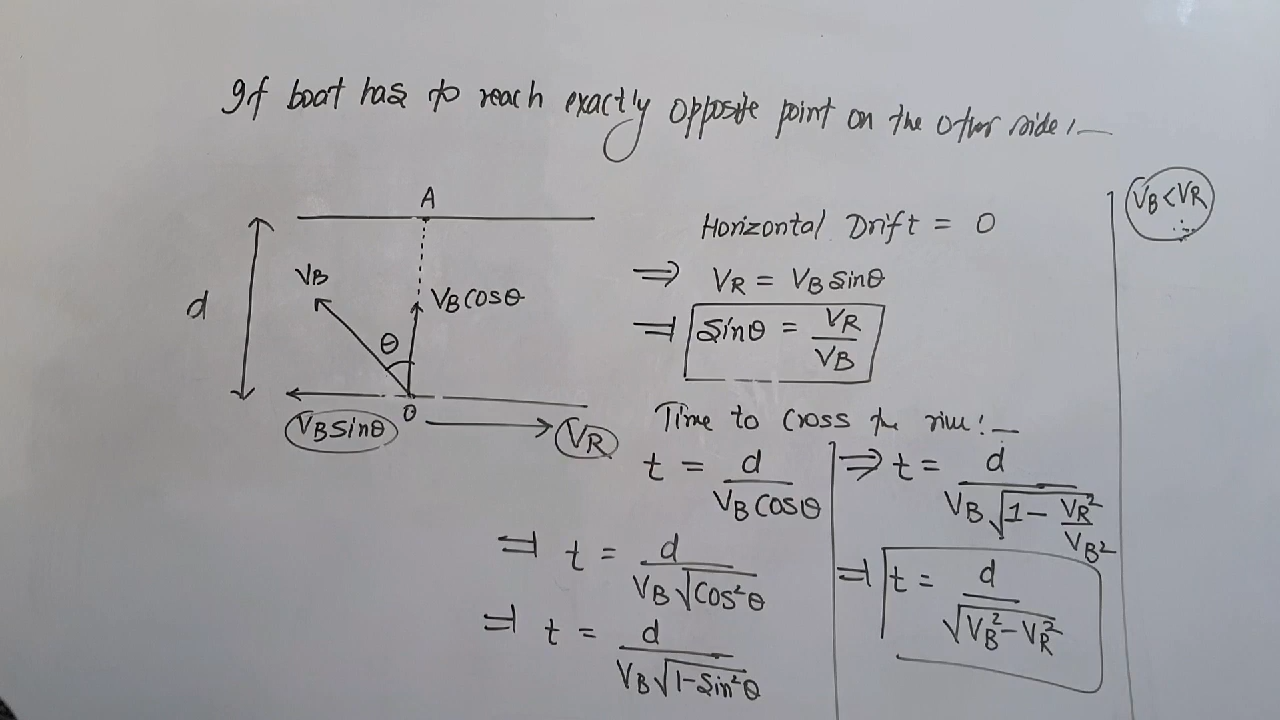 If boat has to reach exactly opposite point on the other side :—
A
d
VB
VB cosθ
θ
O
VB sinθ
VR
Horizontal Drift = 0
⇒ VR = VB sinθ
⇒ sinθ = VR/VB
Time to cross the river :—
t = d/(VB cosθ)
⇒ t = d/(VB √(cos²θ))
⇒ t = d/(VB √(1-sin²θ))
⇒ t = d/(VB √(1 - VR²/VB²))
⇒ t = d/√(VB² - VR²)
VB < VR